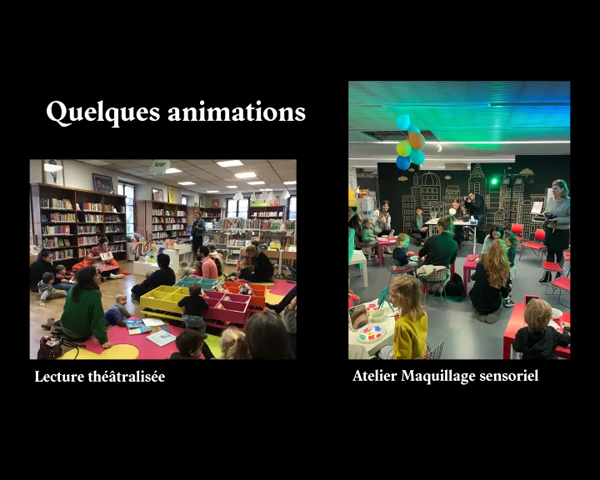 Quelques animations
Lecture théâtralisée
Atelier Maquillage sensoriel